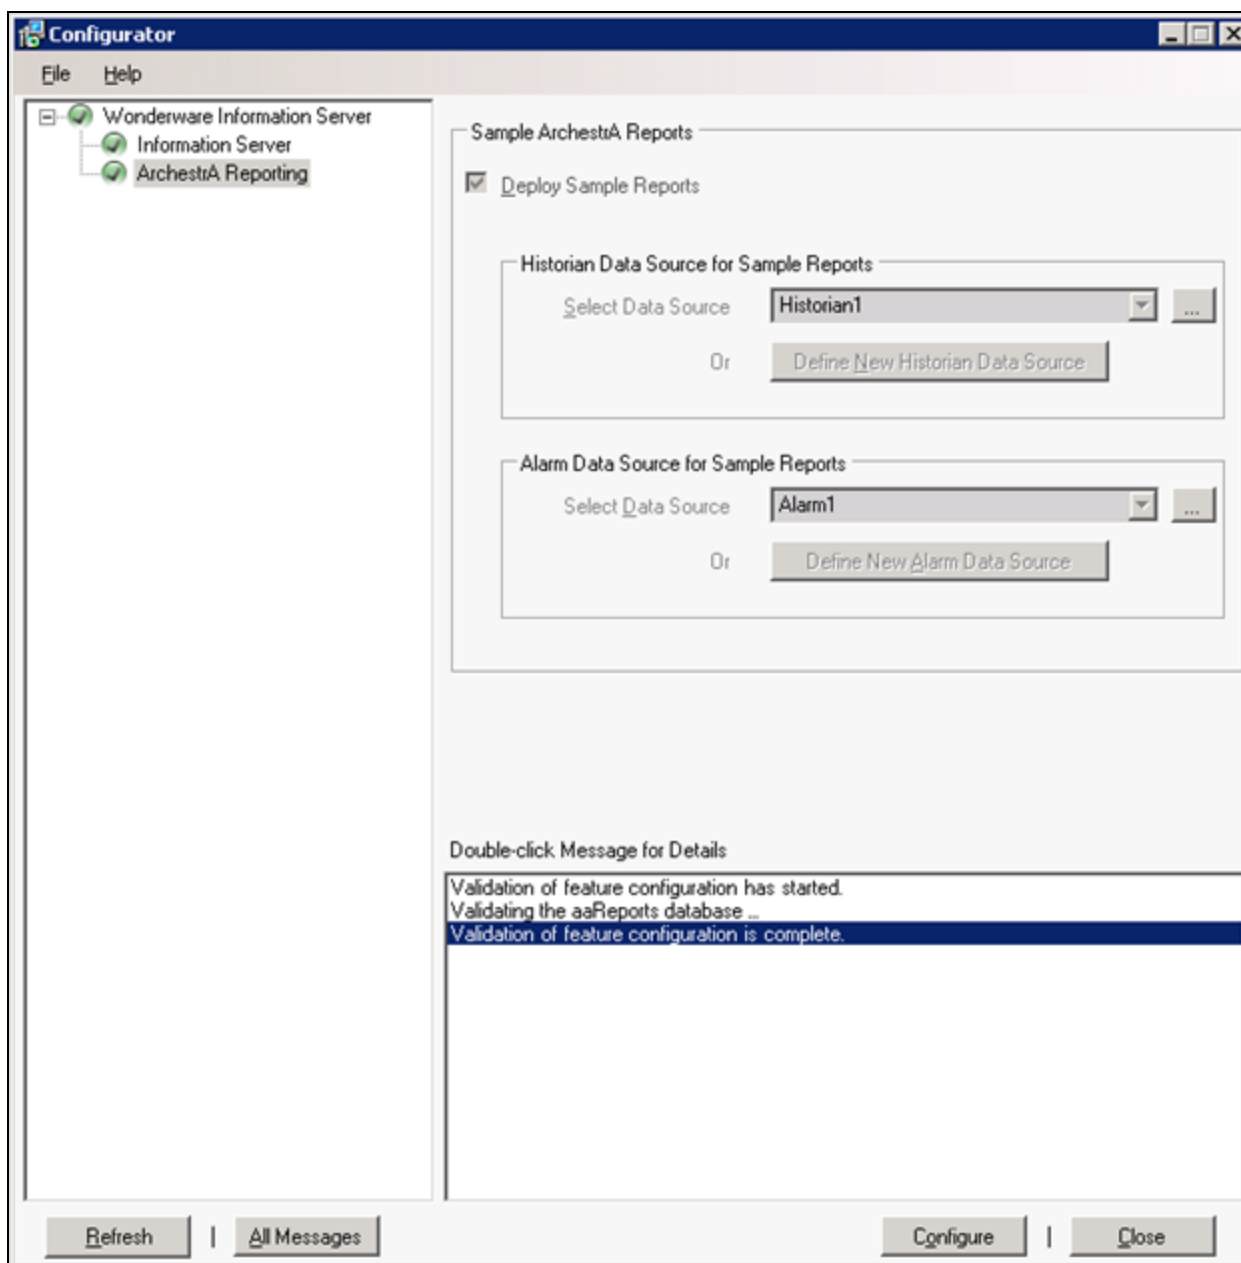 Configurator
File Help
Wonderware Information Server
Information Server
ArchestrA Reporting
Sample ArchestrA Reports
Deploy Sample Reports
Historian Data Source for Sample Reports
Select Data Source Historian1 ...
Or Define New Historian Data Source
Alarm Data Source for Sample Reports
Select Data Source Alarm1 ...
Or Define New Alarm Data Source
Double-click Message for Details
Validation of feature configuration has started.
Validating the aaReports database ...
Validation of feature configuration is complete.
Refresh | All Messages Configure | Close